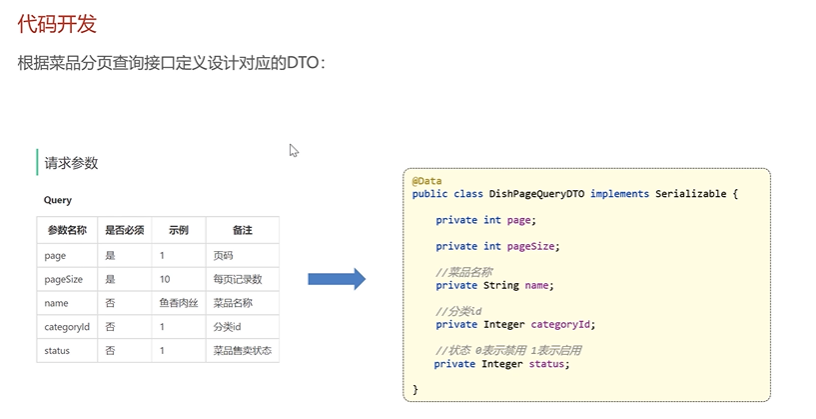 代码开发
根据菜品分页查询接口定义设计对应的DTO：
请求参数
Query
参数名称 是否必须 示例 备注
page 是 1 页码
pageSize 是 10 每页记录数
name 否 鱼香肉丝 菜品名称
categoryId 否 1 分类id
status 否 1 菜品售卖状态
@Data
public class DishPageQueryDTO implements Serializable {
private int page;
private int pageSize;
//菜品名称
private String name;
//分类id
private Integer categoryId;
//状态 0表示禁用 1表示启用
private Integer status;
}